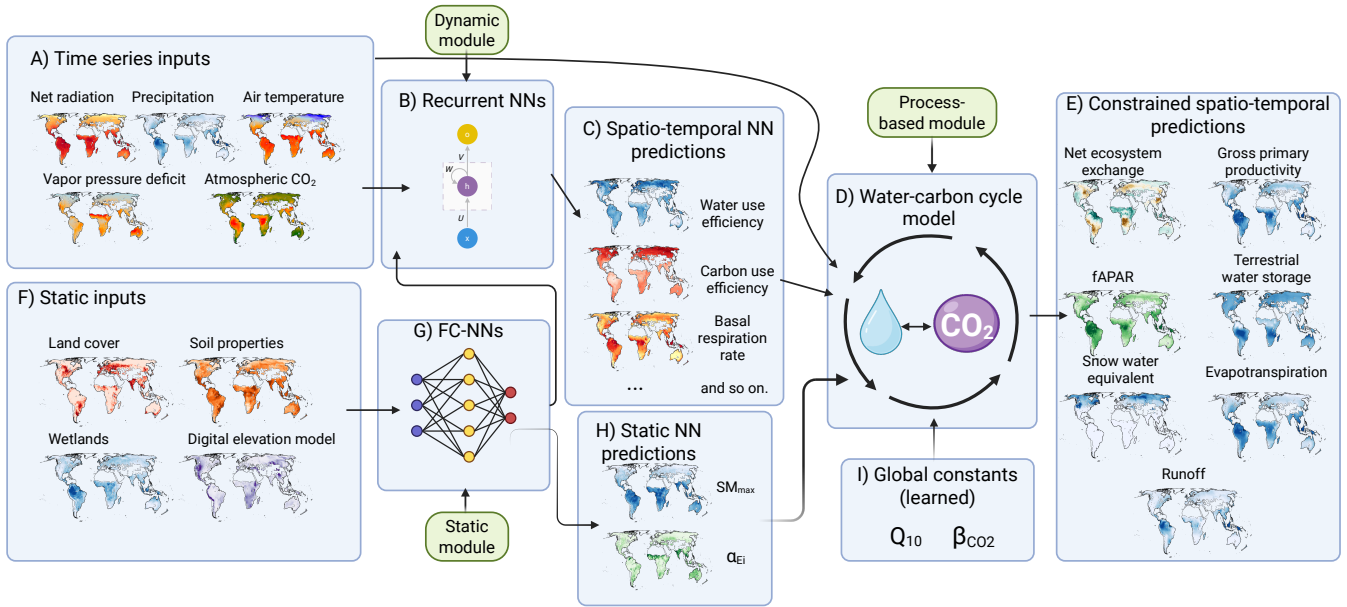 Dynamic
module
A) Time series inputs
Net radiation
Precipitation
Air temperature
Vapor pressure deficit
Atmospheric CO₂
B) Recurrent NNs
o
V
W
h
U
x
C) Spatio-temporal NN
predictions
Water use
efficiency
Carbon use
efficiency
Basal
respiration
rate
...
and so on.
Process-
based module
D) Water-carbon cycle
model
CO₂
E) Constrained spatio-temporal
predictions
Net ecosystem
exchange
Gross primary
productivity
fAPAR
Terrestrial
water storage
Snow water
equivalent
Evapotranspiration
Runoff
F) Static inputs
Land cover
Soil properties
Wetlands
Digital elevation model
G) FC-NNs
Static
module
H) Static NN
predictions
SMmax
αEi
I) Global constants
(learned)
Q₁₀
βCO2